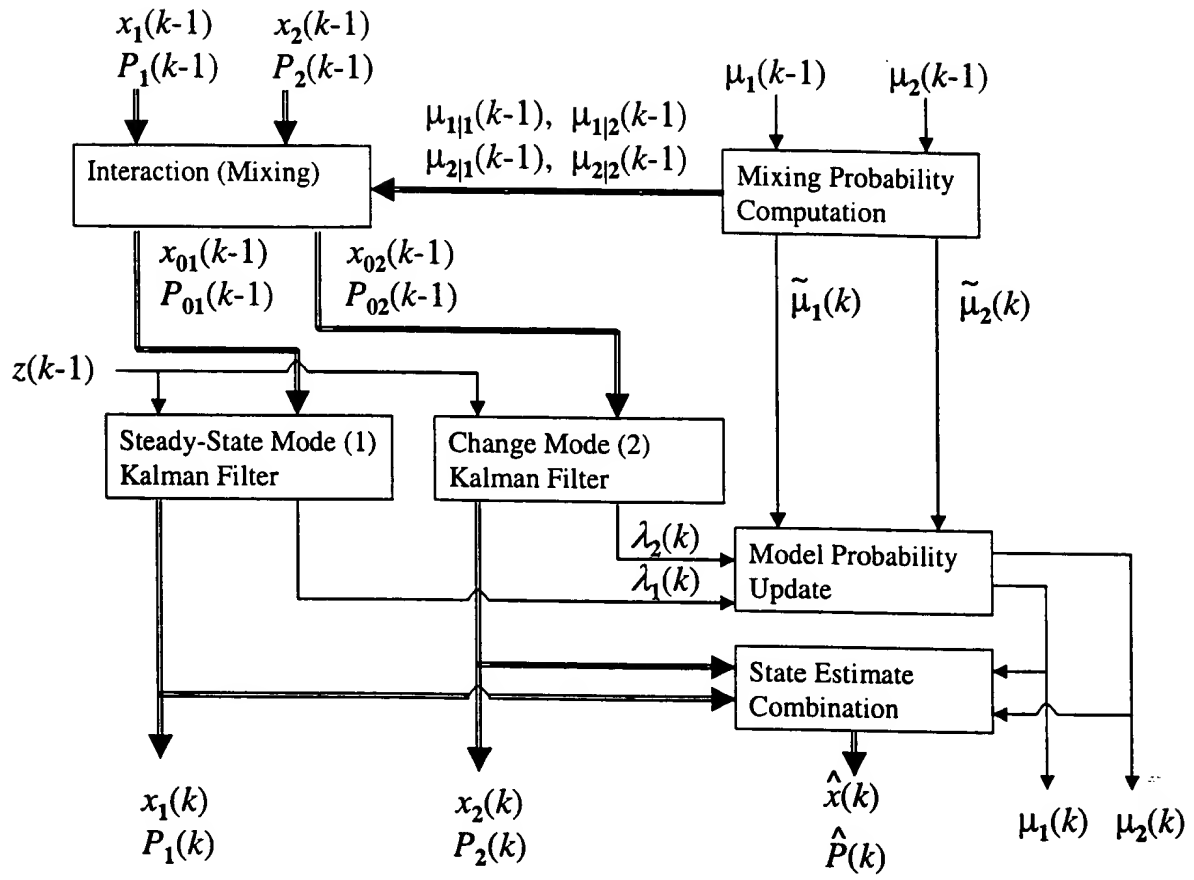 x₁(k-1)
P₁(k-1)
x₂(k-1)
P₂(k-1)
μ₁(k-1)
μ₂(k-1)
μ₁|₁(k-1), μ₁|₂(k-1)
μ₂|₁(k-1), μ₂|₂(k-1)
Interaction (Mixing)
Mixing Probability
Computation
x₀₁(k-1)
P₀₁(k-1)
x₀₂(k-1)
P₀₂(k-1)
μ̃₁(k)
μ̃₂(k)
z(k-1)
Steady-State Mode (1)
Kalman Filter
Change Mode (2)
Kalman Filter
λ₂(k)
λ₁(k)
Model Probability
Update
State Estimate
Combination
x₁(k)
P₁(k)
x₂(k)
P₂(k)
x̂(k)
P̂(k)
μ₁(k)
μ₂(k)